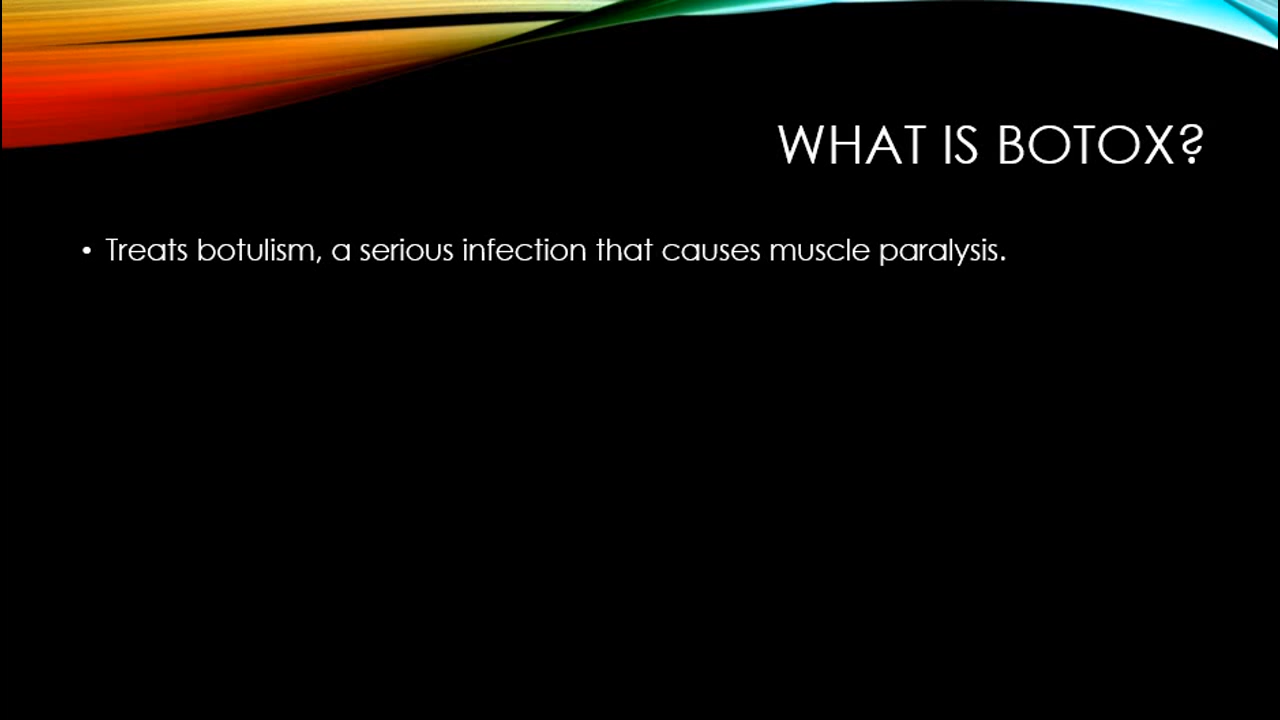 WHAT IS BOTOX?
• Treats botulism, a serious infection that causes muscle paralysis.